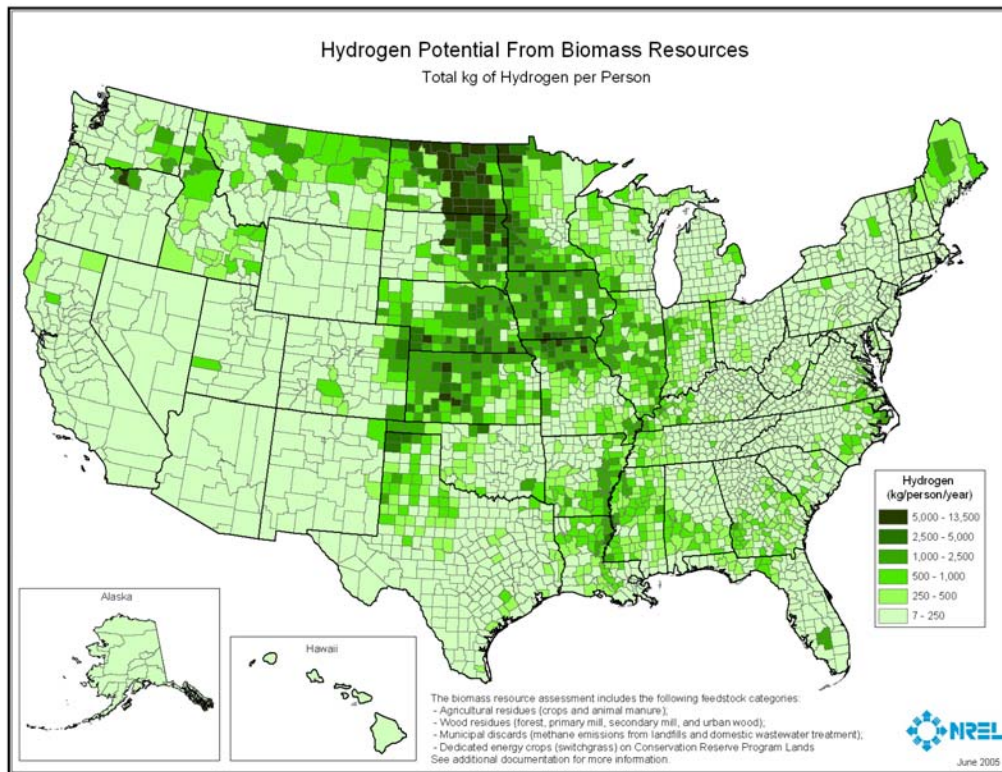 Hydrogen Potential From Biomass Resources
Total kg of Hydrogen per Person
Hydrogen
(kg/person/year)
5,000 - 13,500
2,500 - 5,000
1,000 - 2,500
500 - 1,000
250 - 500
7 - 250
Alaska
Hawaii
The biomass resource assessment includes the following feedstock categories:
- Agricultural residues (crops and animal manure);
- Wood residues (forest, primary mill, secondary mill, and urban wood);
- Municipal discards (methane emissions from landfills and domestic wastewater treatment);
- Dedicated energy crops (switchgrass) on Conservation Reserve Program Lands
See additional documentation for more information.
NREL
June 2005